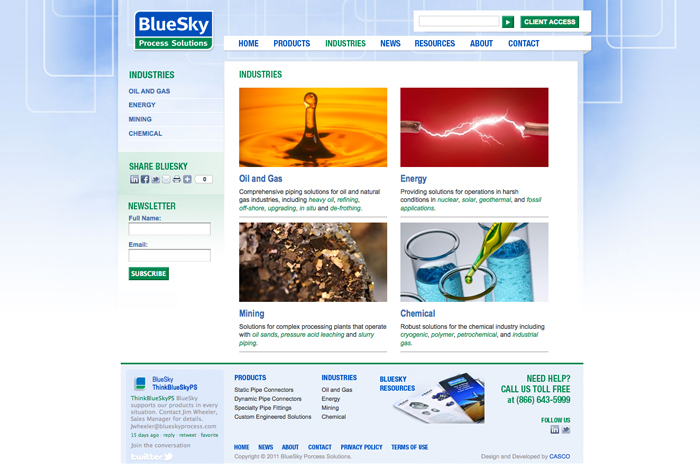 BlueSky
Process Solutions
CLIENT ACCESS
HOME PRODUCTS INDUSTRIES NEWS RESOURCES ABOUT CONTACT
INDUSTRIES
OIL AND GAS
ENERGY
MINING
CHEMICAL
SHARE BLUESKY
0
NEWSLETTER
Full Name:
Email:
SUBSCRIBE
INDUSTRIES
Oil and Gas
Comprehensive piping solutions for oil and natural
gas industries, including heavy oil, refining,
off-shore, upgrading, in situ and de-frothing.
Energy
Providing solutions for operations in harsh
conditions in nuclear, solar, geothermal, and fossil
applications.
Mining
Solutions for complex processing plants that operate
with oil sands, pressure acid leaching and slurry
piping.
Chemical
Robust solutions for the chemical industry including
cryogenic, polymer, petrochemical, and industrial
gas.
BlueSky
ThinkBlueSkyPS
ThinkBlueSkyPS BlueSky
supports our products in every
situation. Contact Jim Wheeler,
Sales Manager for details.
Jwheeler@blueskyprocess.com
15 days ago · reply · retweet · favorite
Join the conversation
twitter
PRODUCTS
Static Pipe Connectors
Dynamic Pipe Connectors
Specialty Pipe Fittings
Custom Engineered Solutions
INDUSTRIES
Oil and Gas
Energy
Mining
Chemical
BLUESKY
RESOURCES
NEED HELP?
CALL US TOLL FREE
at (866) 643-5999
FOLLOW US
HOME NEWS ABOUT CONTACT PRIVACY POLICY TERMS OF USE
Copyright © 2011 BlueSky Porcess Solutions.
Design and Developed by CASCO